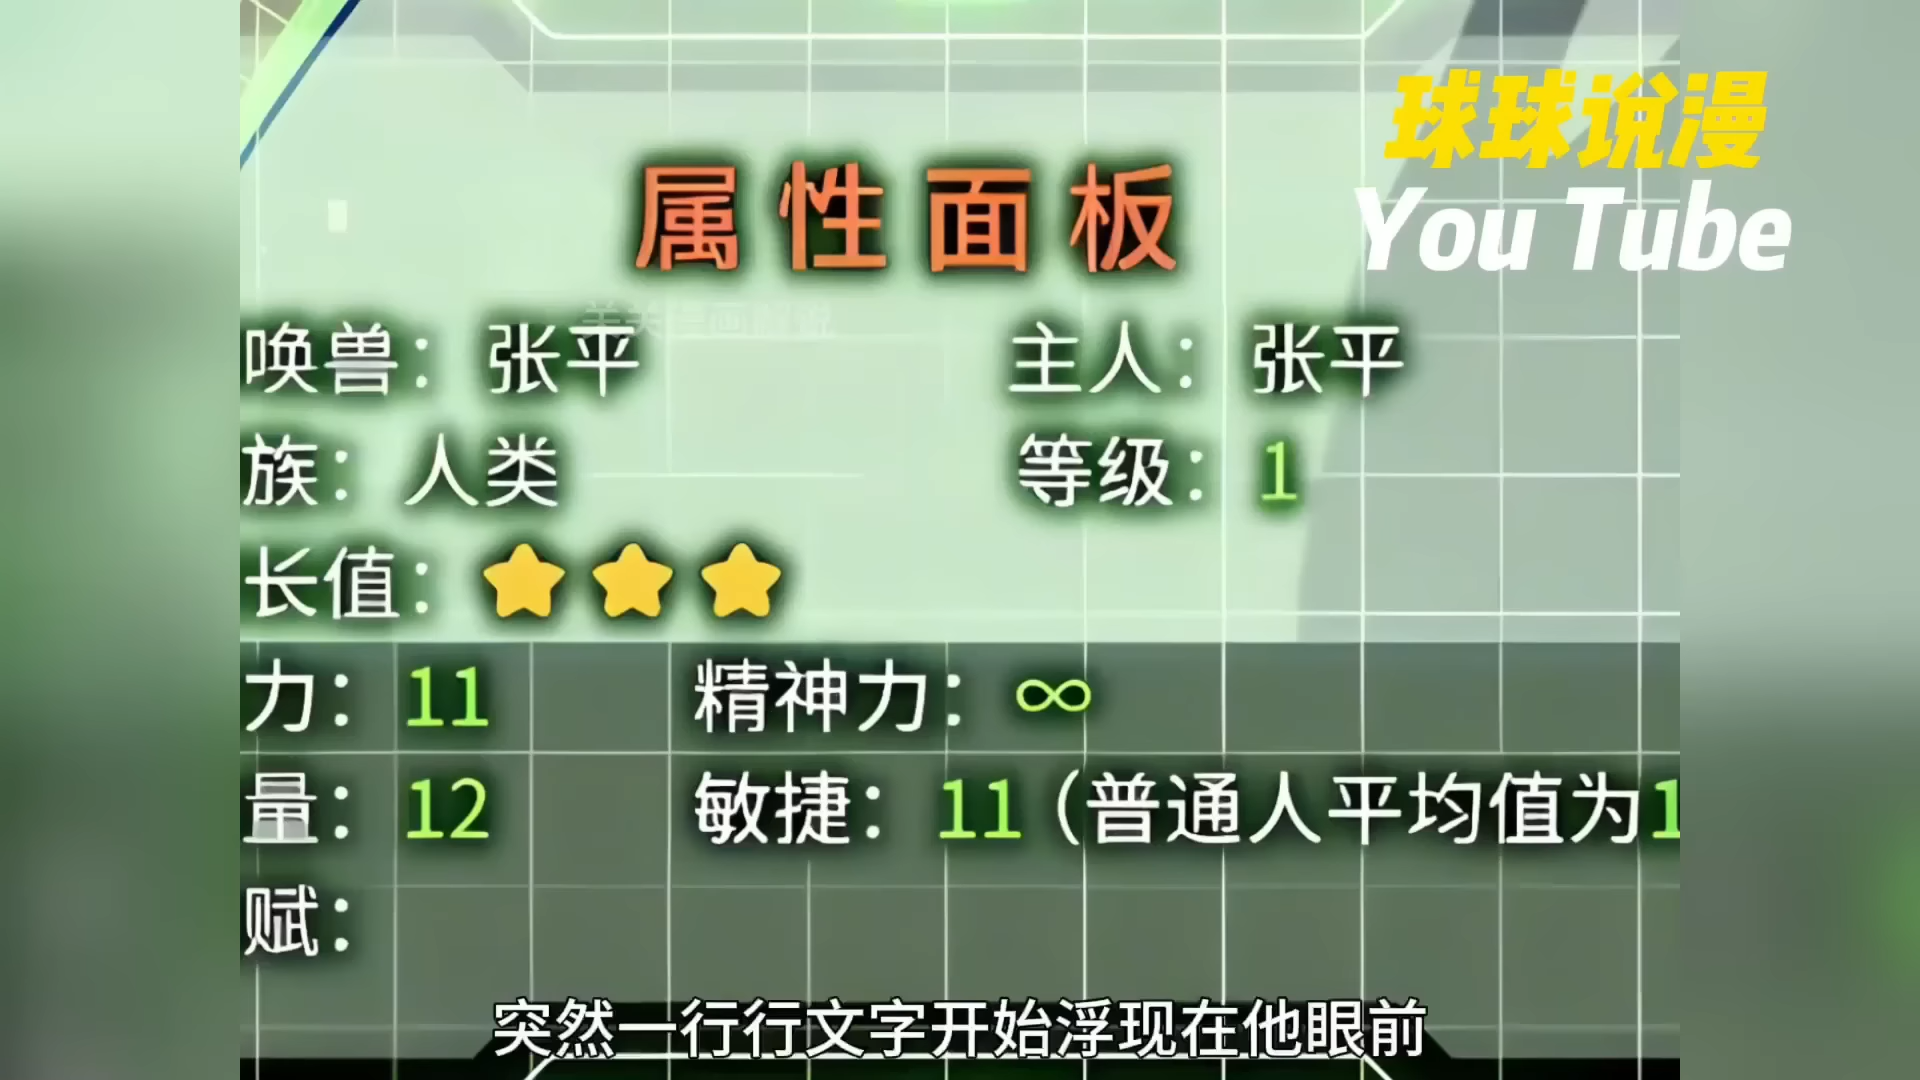 球球说漫
YouTube
属性面板
唤兽：张平 主人：张平
族：人类 等级：1
长值：
力：11 精神力：∞
量：12 敏捷：11（普通人平均值为1
赋：
突然一行行文字开始浮现在他眼前